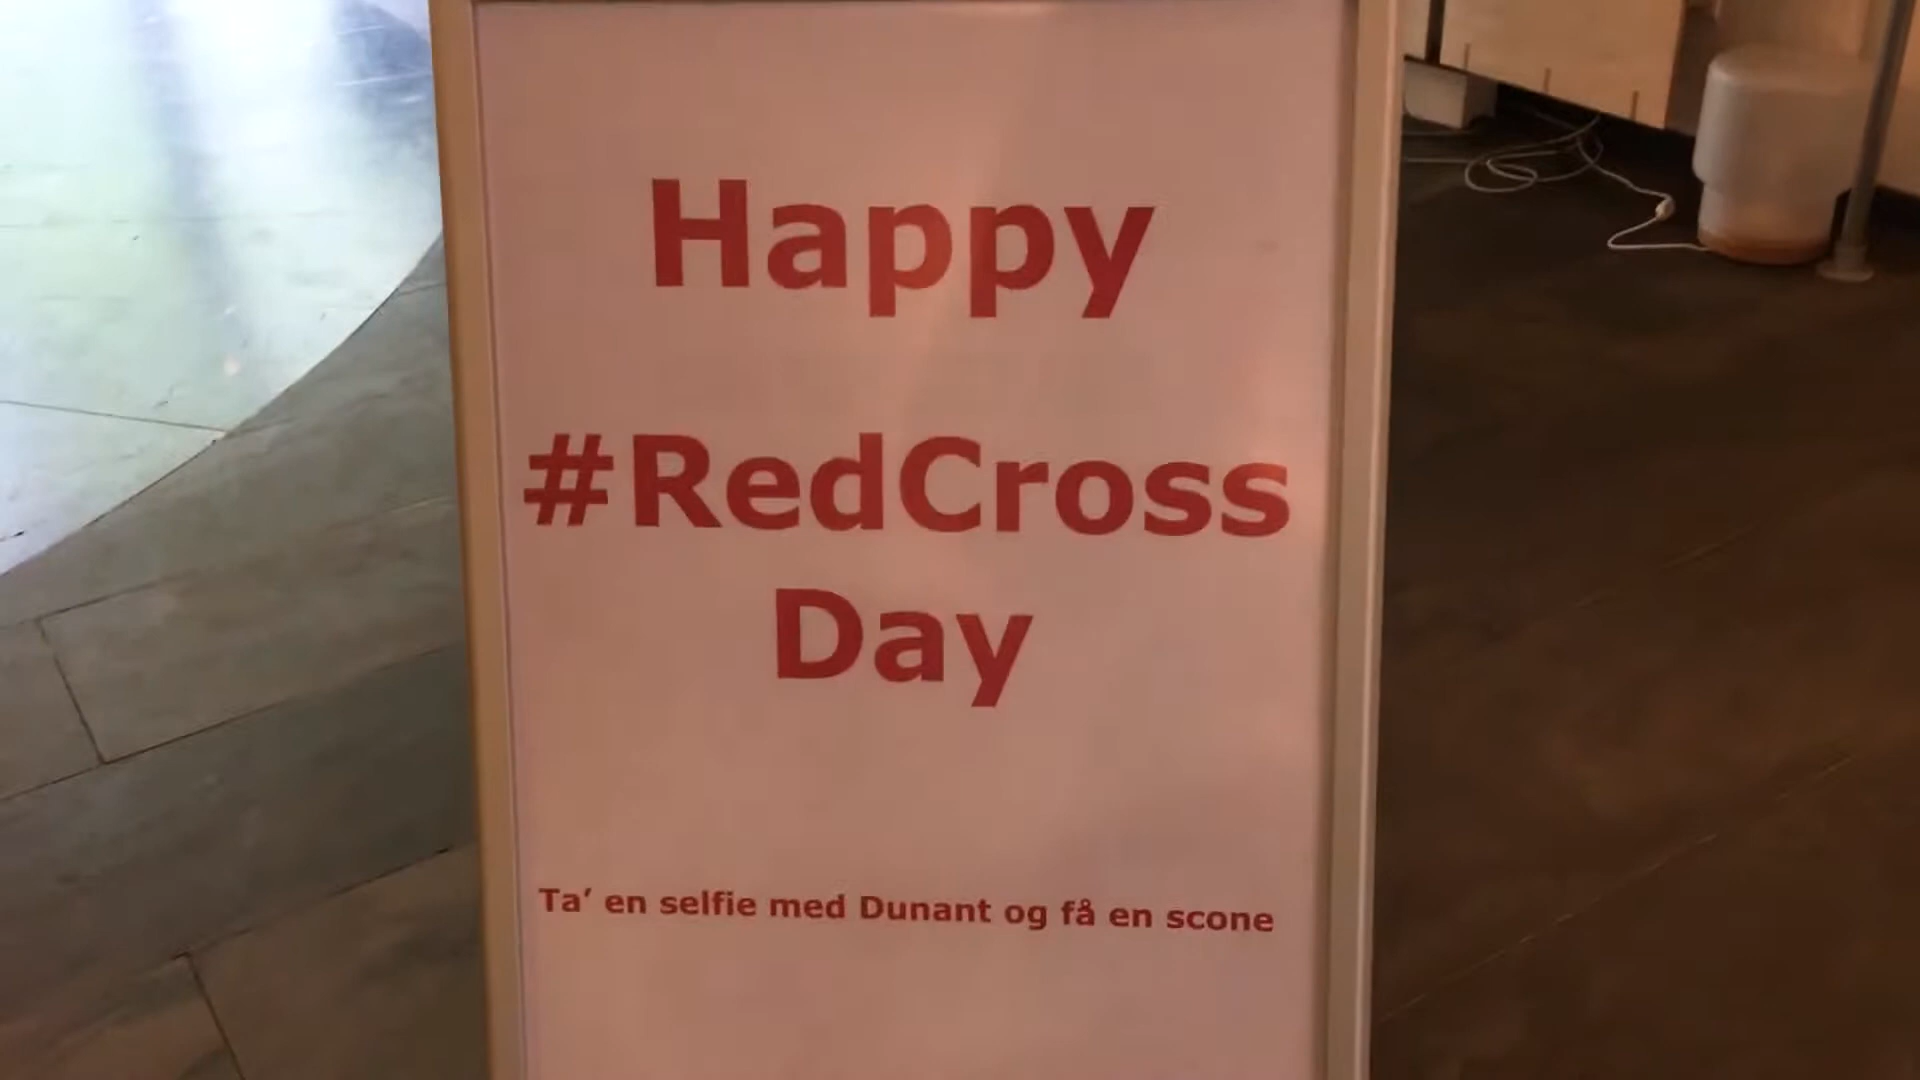 Happy
#RedCross
Day
Ta’ en selfie med Dunant og få en scone